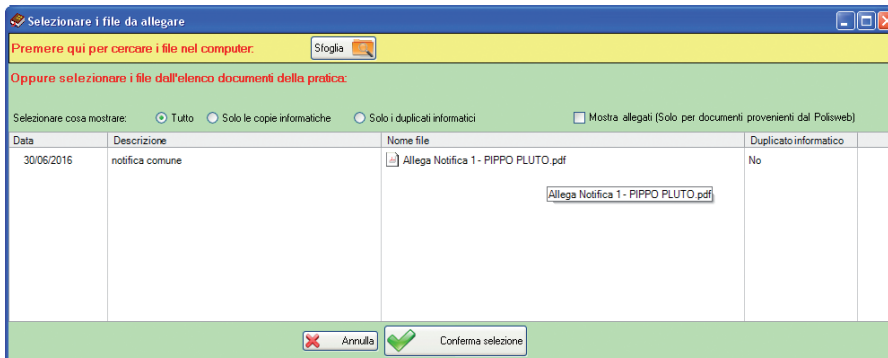 Selezionare i file da allegare
Premere qui per cercare i file nel computer: Sfoglia
Oppure selezionare i file dall'elenco documenti della pratica:
Selezionare cosa mostrare: Tutto Solo le copie informatiche Solo i duplicati informatici Mostra allegati (Solo per documenti provenienti dal Polisweb)
Data Descrizione Nome file Duplicato informatico
30/06/2016 notifica comune Allega Notifica 1 - PIPPO PLUTO.pdf No
Allega Notifica 1 - PIPPO PLUTO.pdf
Annulla Conferma selezione